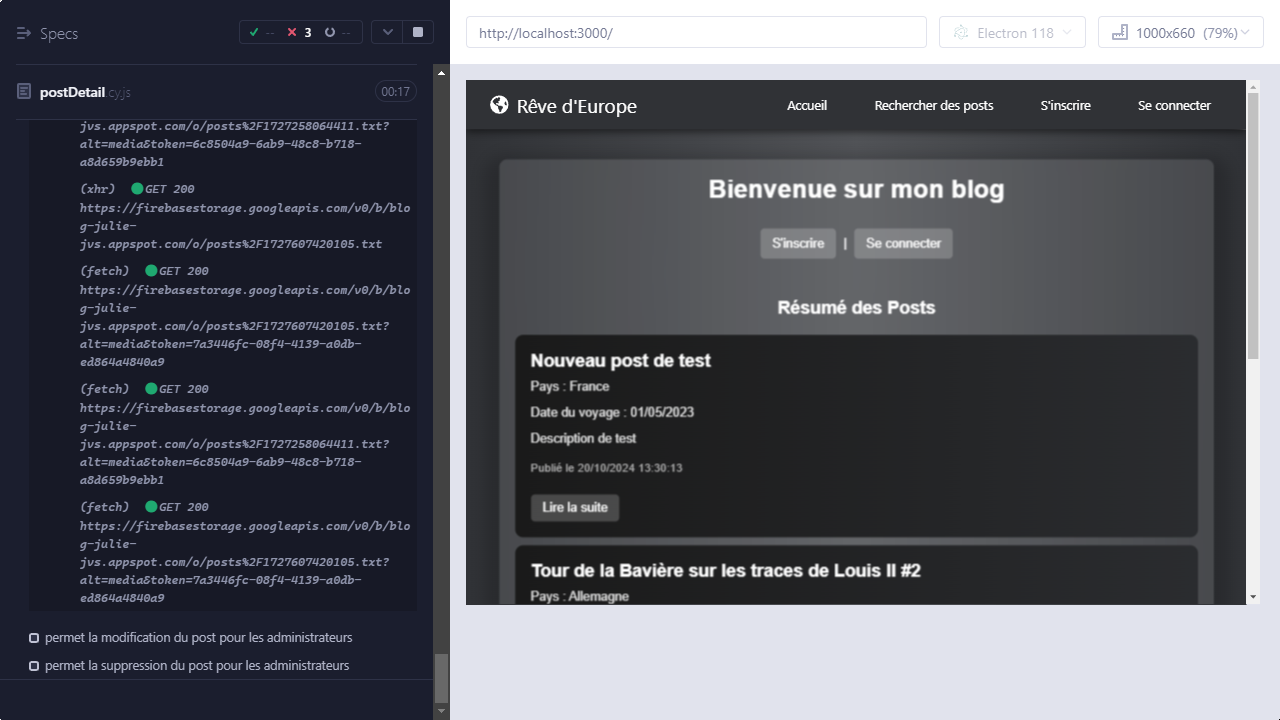 Specs
-- 3 --
postDetail.cy.js
00:17
jvs.appspot.com/o/posts%2F1727258064411.txt?
alt=media&token=6c8504a9-6ab9-48c8-b718-
a8d659b9ebb1
(xhr) GET 200
https://firebasestorage.googleapis.com/v0/b/blo
g-julie-
jvs.appspot.com/o/posts%2F1727607420105.txt
(fetch) GET 200
https://firebasestorage.googleapis.com/v0/b/blo
g-julie-
jvs.appspot.com/o/posts%2F1727607420105.txt?
alt=media&token=7a3446fc-08f4-4139-a0db-
ed864a4840a9
(fetch) GET 200
https://firebasestorage.googleapis.com/v0/b/blo
g-julie-
jvs.appspot.com/o/posts%2F1727258064411.txt?
alt=media&token=6c8504a9-6ab9-48c8-b718-
a8d659b9ebb1
(fetch) GET 200
https://firebasestorage.googleapis.com/v0/b/blo
g-julie-
jvs.appspot.com/o/posts%2F1727607420105.txt?
alt=media&token=7a3446fc-08f4-4139-a0db-
ed864a4840a9
permet la modification du post pour les administrateurs
permet la suppression du post pour les administrateurs
http://localhost:3000/
Electron 118
1000x660 (79%)
Rêve d'Europe
Accueil Rechercher des posts S'inscrire Se connecter
Bienvenue sur mon blog
S'inscrire | Se connecter
Résumé des Posts
Nouveau post de test
Pays : France
Date du voyage : 01/05/2023
Description de test
Publié le 20/10/2024 13:30:13
Lire la suite
Tour de la Bavière sur les traces de Louis II #2
Pays : Allemagne